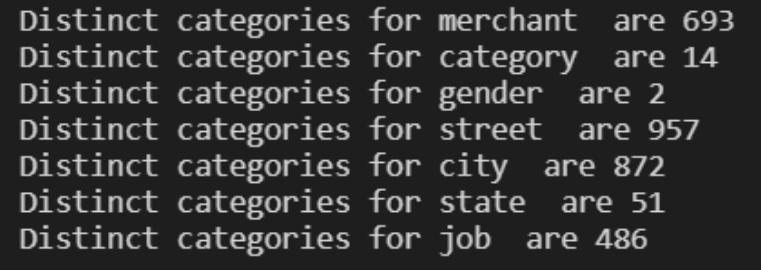 Distinct categories for merchant  are 693
Distinct categories for category  are 14
Distinct categories for gender  are 2
Distinct categories for street  are 957
Distinct categories for city  are 872
Distinct categories for state  are 51
Distinct categories for job  are 486